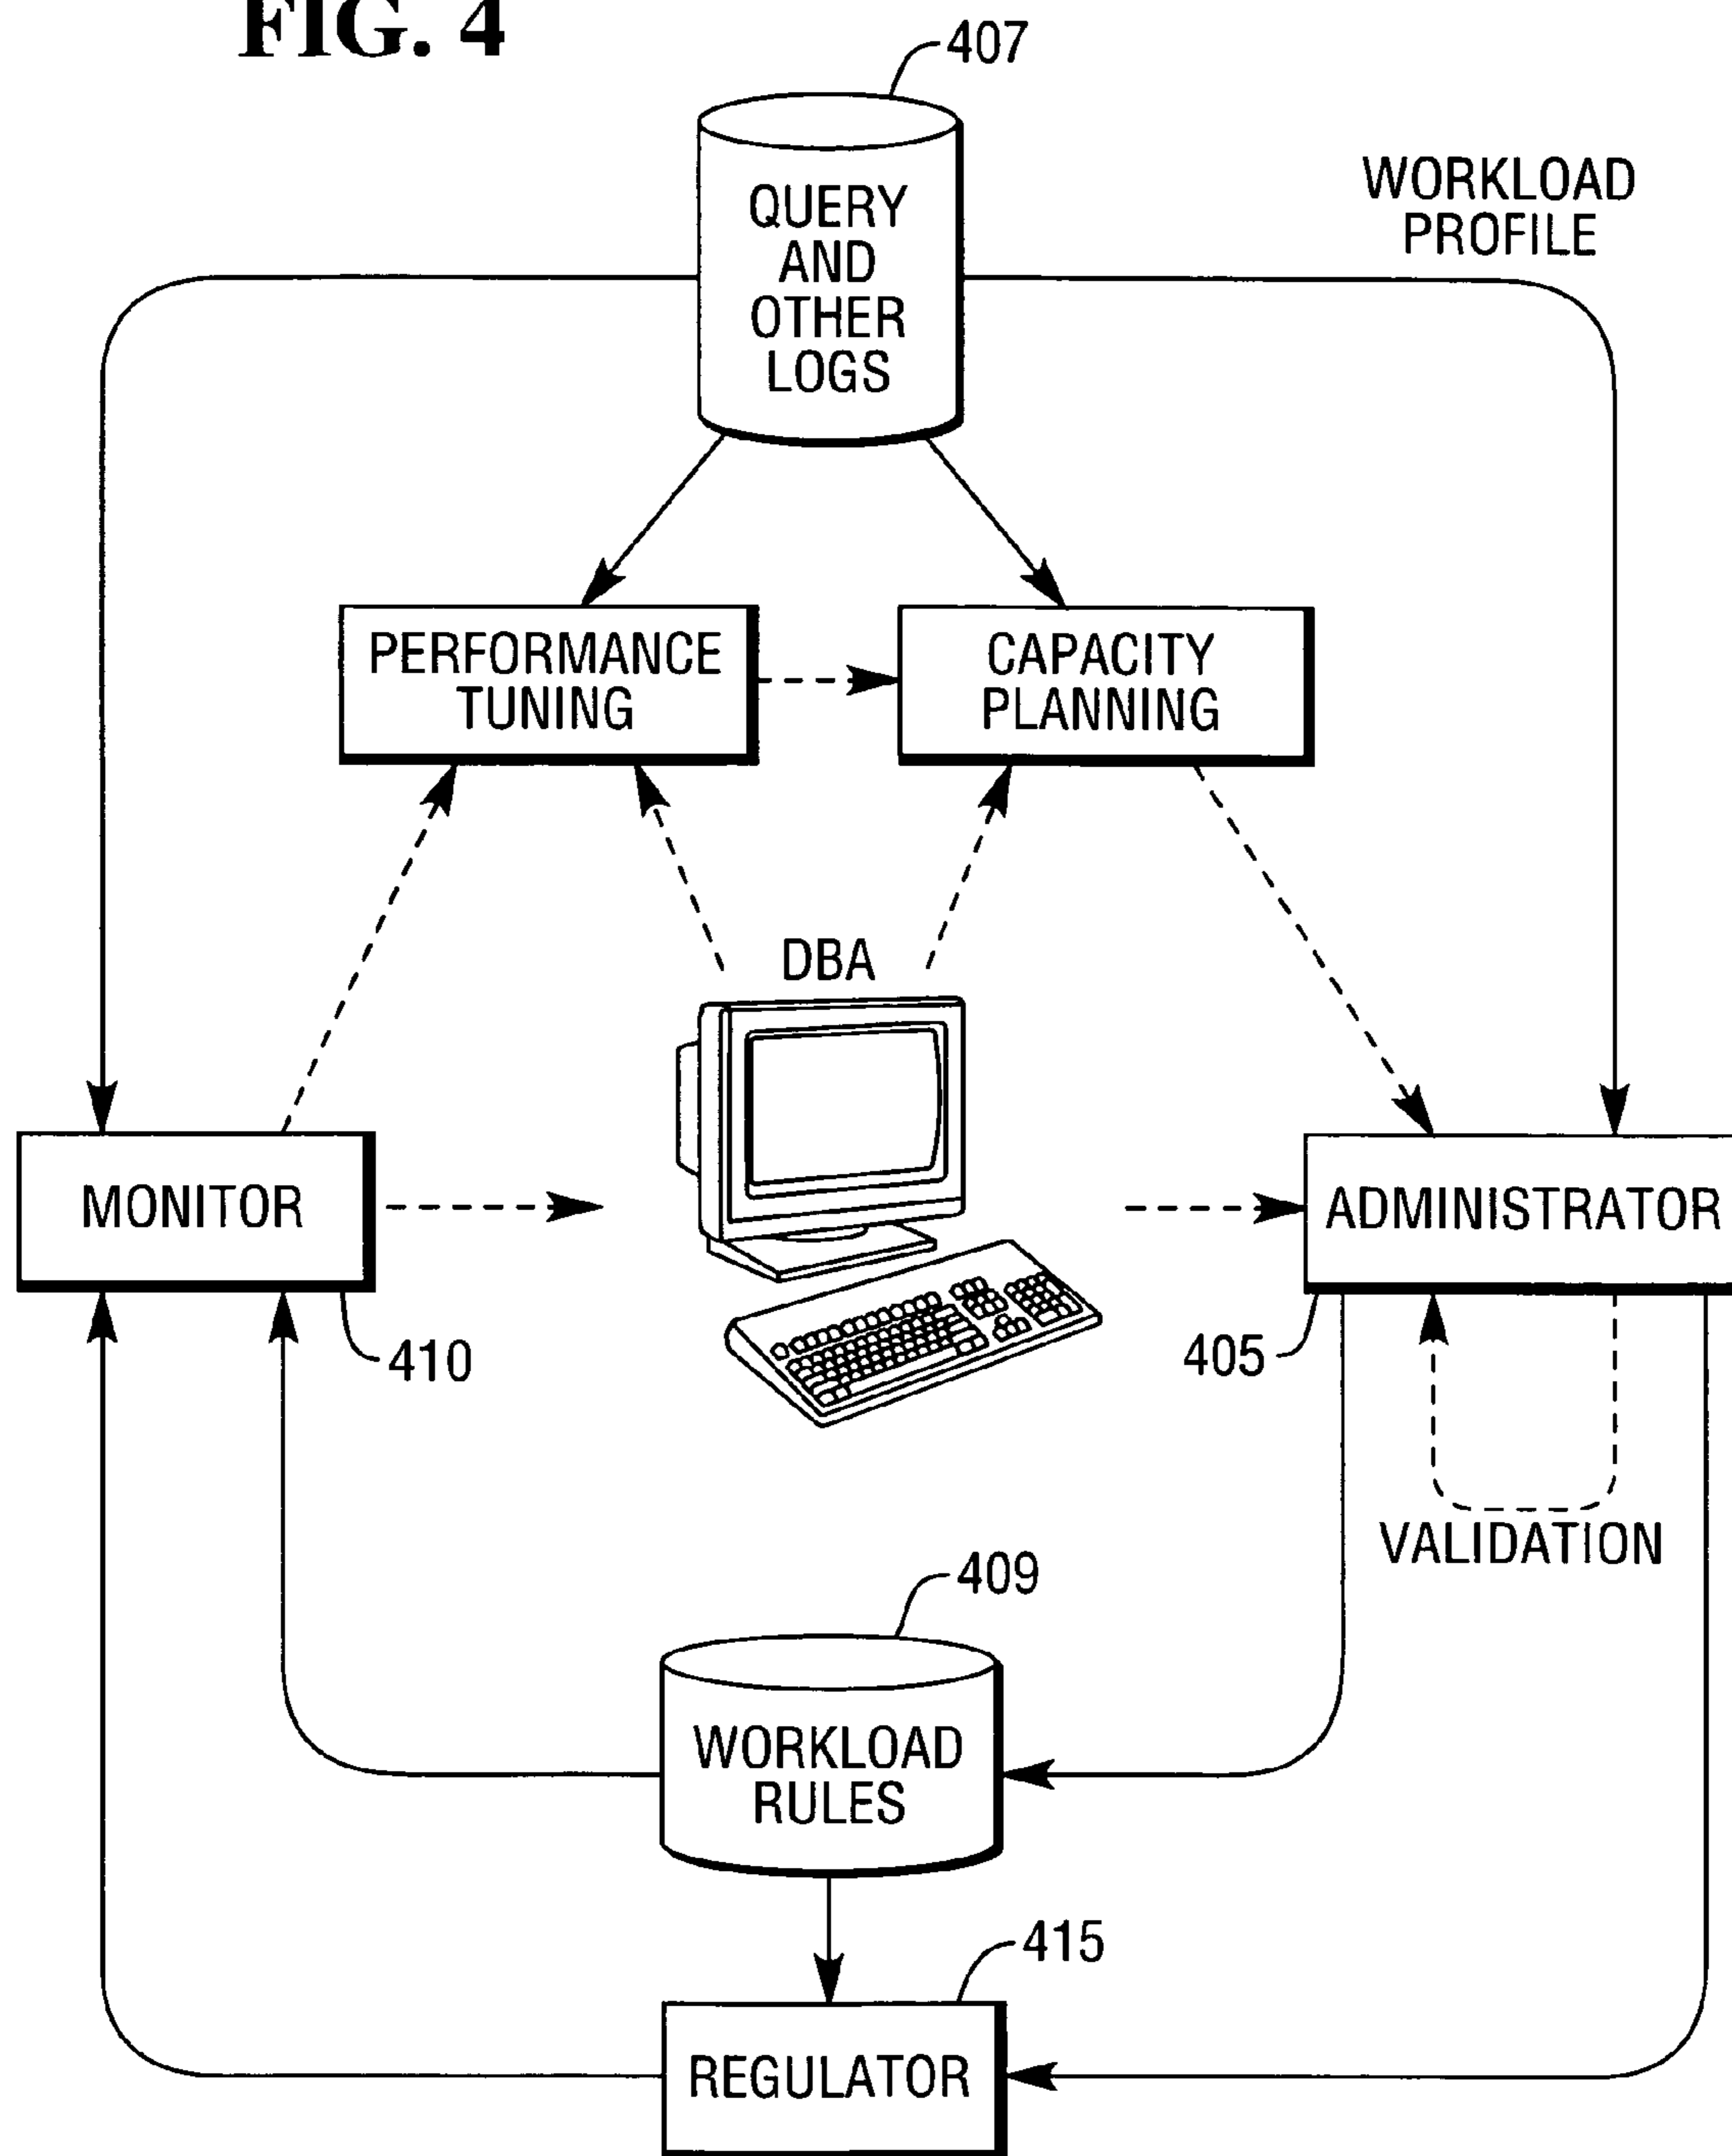 FIG. 4
407
QUERY
AND
OTHER
LOGS
WORKLOAD
PROFILE
PERFORMANCE
TUNING
CAPACITY
PLANNING
DBA
MONITOR
ADMINISTRATOR
410
405
VALIDATION
409
WORKLOAD
RULES
415
REGULATOR